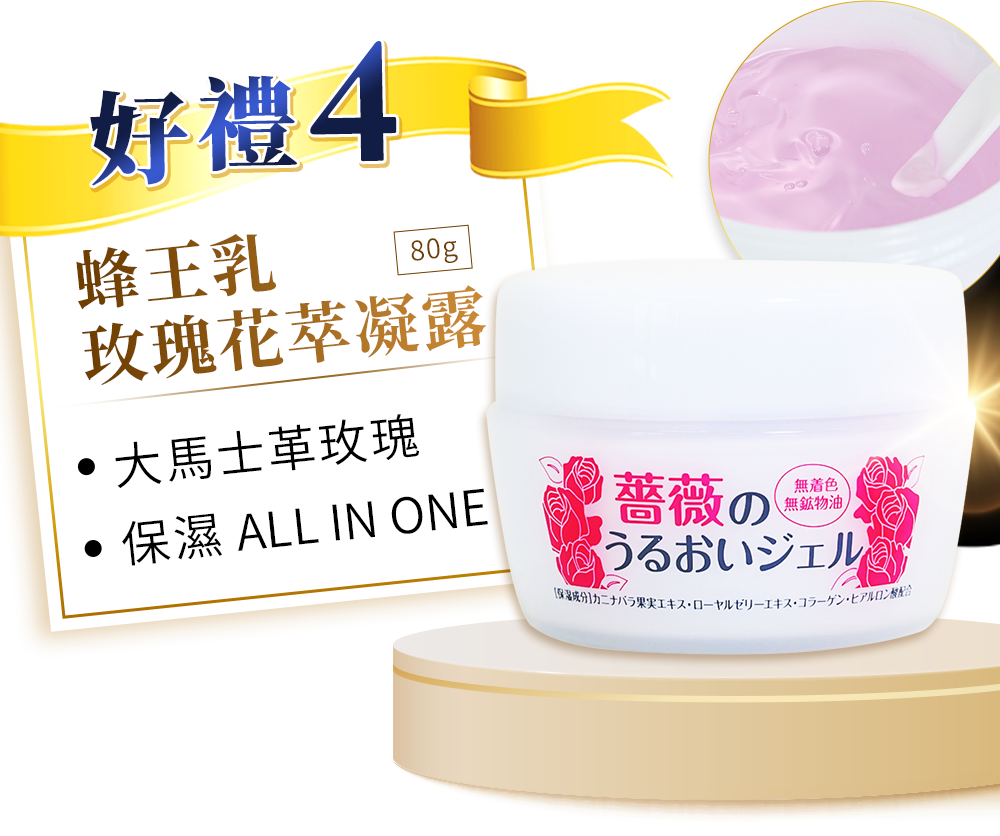 好禮4
蜂王乳
80g
玫瑰花萃凝露
• 大馬士革玫瑰
• 保濕 ALL IN ONE
薔薇の
無着色
無鉱物油
うるおいジェル
[保湿成分]カニナバラ果実エキス・ローヤルゼリーエキス・コラーゲン・ヒアルロン酸配合